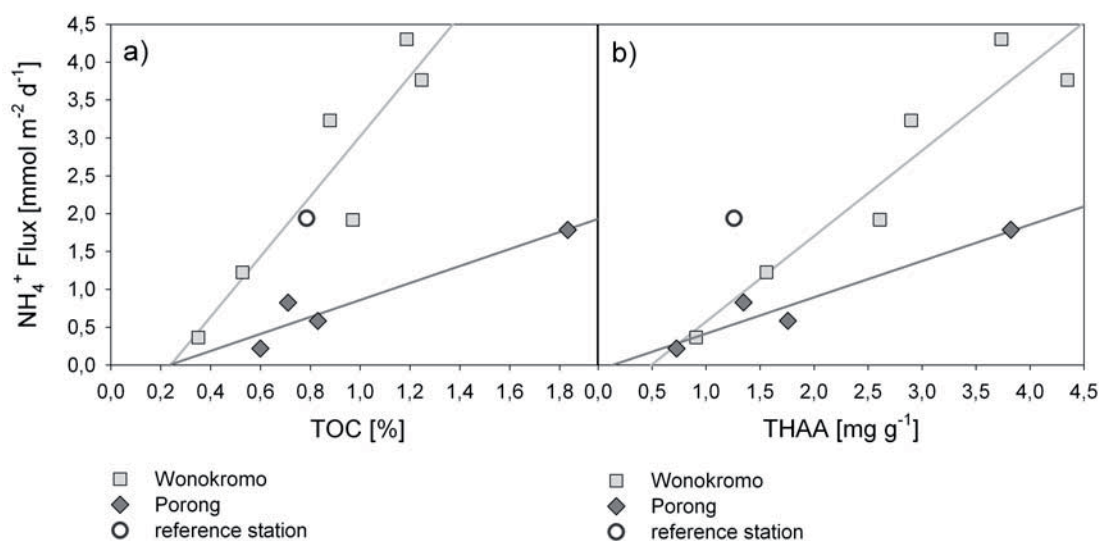 a)
b)
4,5
4,0
3,5
3,0
2,5
2,0
1,5
1,0
0,5
0,0
NH₄⁺ Flux [mmol m⁻² d⁻¹]
0,0 0,2 0,4 0,6 0,8 1,0 1,2 1,4 1,6 1,8 0,0 0,5 1,0 1,5 2,0 2,5 3,0 3,5 4,0 4,5
TOC [%]
THAA [mg g⁻¹]
Wonokromo
Porong
reference station
Wonokromo
Porong
reference station